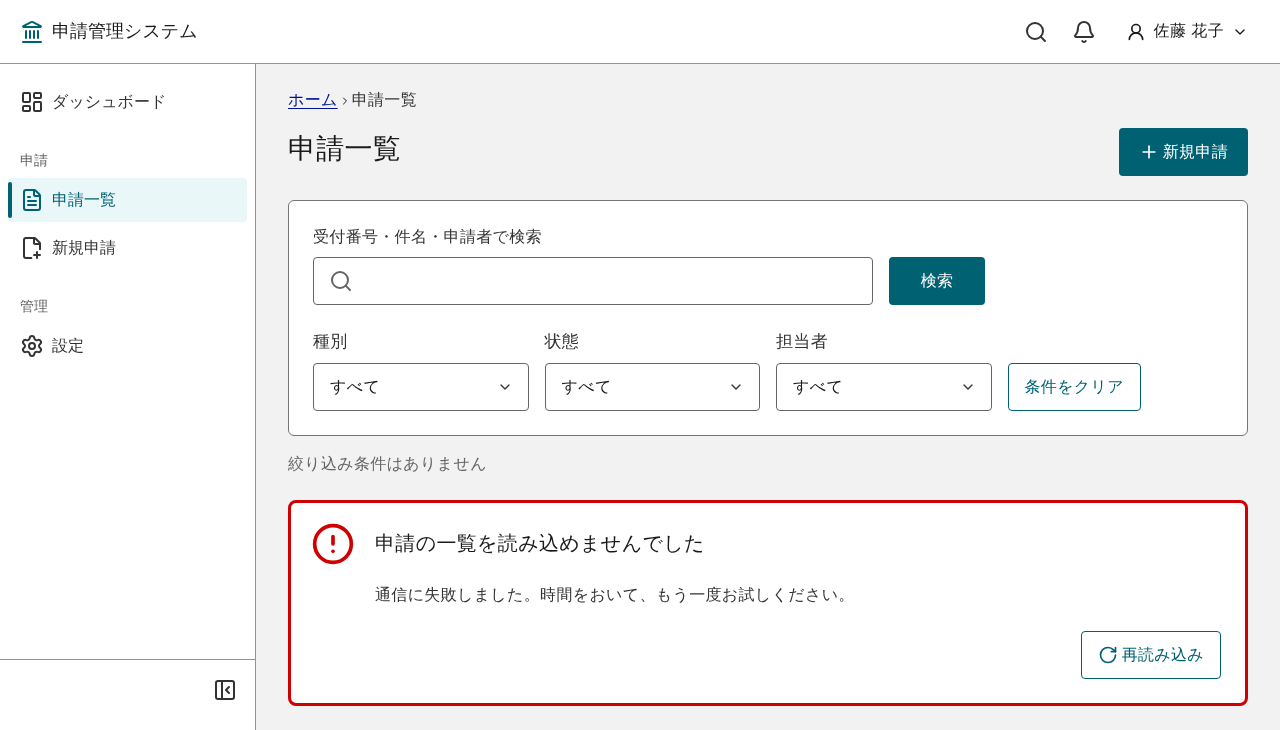 申請管理システム
佐藤 花子
ダッシュボード
申請
申請一覧
新規申請
管理
設定
ホーム › 申請一覧
申請一覧
新規申請
受付番号・件名・申請者で検索
検索
種別
状態
担当者
すべて
すべて
すべて
条件をクリア
絞り込み条件はありません
申請の一覧を読み込めませんでした
通信に失敗しました。時間をおいて、もう一度お試しください。
再読み込み